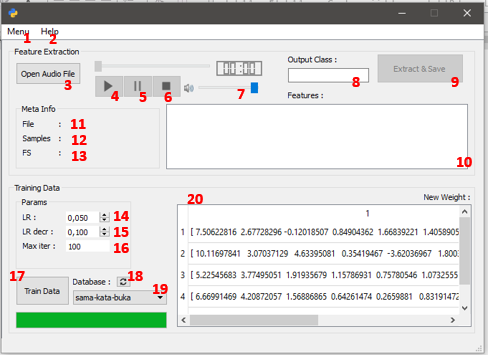 Menu Help
1 2
Feature Extraction
Open Audio File
3
00:00
4 5 6 7
Output Class :
8
Extract & Save
9
Features :
10
Meta Info
File : 11
Samples : 12
FS : 13
Training Data
Params
LR : 0,050 14
LR decr : 0,100 15
Max iter : 100 16
17
Train Data
Database : 18
sama-kata-buka 19
20
New Weight :
1
1 [ 7.50622816 2.67728296 -0.12018507 0.84904362 1.66839221 1.4058905
2 [ 10.11697841 3.07037129 4.63395081 0.35419467 -3.62036967 1.8003
3 [ 5.22545683 3.77495051 1.91935679 1.15786931 0.75780546 1.0732555
4 [ 6.66991469 4.20872057 1.56886865 0.64261474 0.2659881 0.83191472